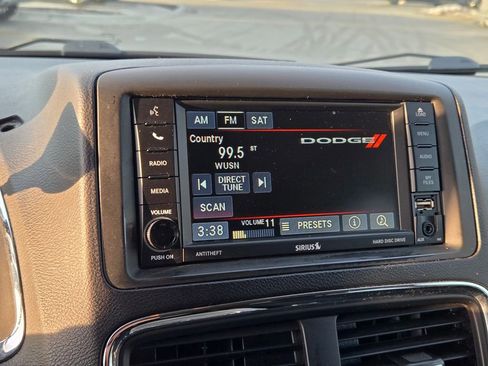 LOAD
AM FM SAT
MENU
Country
99.5 ST
WUSN
DODGE
RADIO
AUDIO
DIRECT TUNE
MEDIA
MY FILES
SCAN
VOLUME
3:38
VOLUME 11
PRESETS
AUX
PUSH ON
ANTITHEFT
SIRIUS
HARD DISC DRIVE